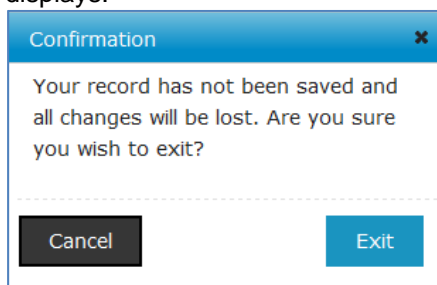 displays.
Confirmation
Your record has not been saved and
all changes will be lost. Are you sure
you wish to exit?
Cancel
Exit